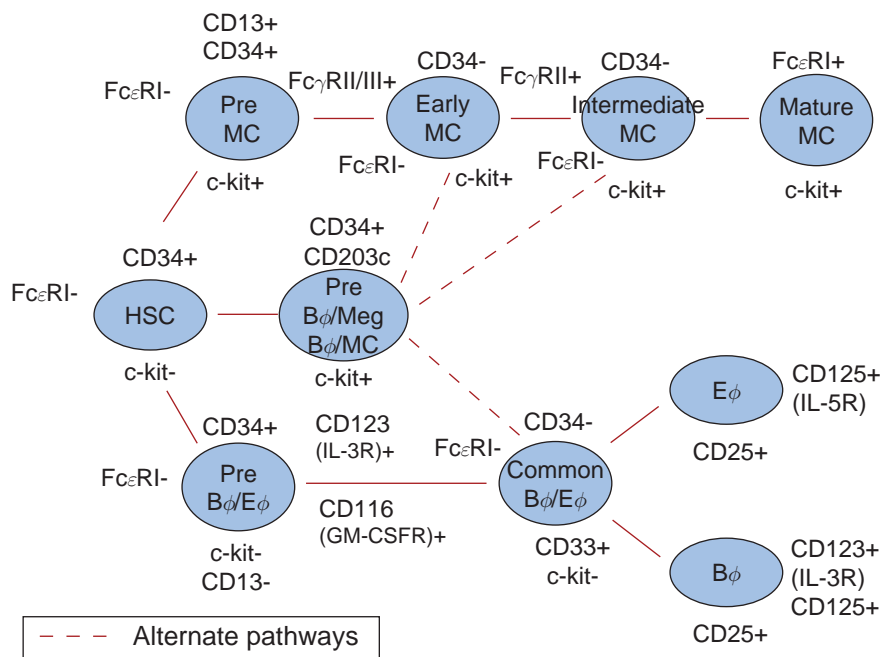 CD13+
CD34+
FcεRI-
Pre
MC
c-kit+
FcγRII/III+
CD34-
Early
MC
FcεRI-
c-kit+
FcγRII+
CD34-
Intermediate
MC
FcεRI-
c-kit+
FcεRI+
Mature
MC
c-kit+
CD34+
FcεRI-
HSC
c-kit-
CD34+
CD203c
Pre
Bϕ/Meg
Bϕ/MC
c-kit+
CD34+
FcεRI-
Pre
Bϕ/Eϕ
c-kit-
CD13-
CD123
(IL-3R)+
CD116
(GM-CSFR)+
CD34-
FcεRI-
Common
Bϕ/Eϕ
CD33+
c-kit-
Eϕ
CD125+
(IL-5R)
CD25+
Bϕ
CD123+
(IL-3R)
CD125+
CD25+
Alternate pathways